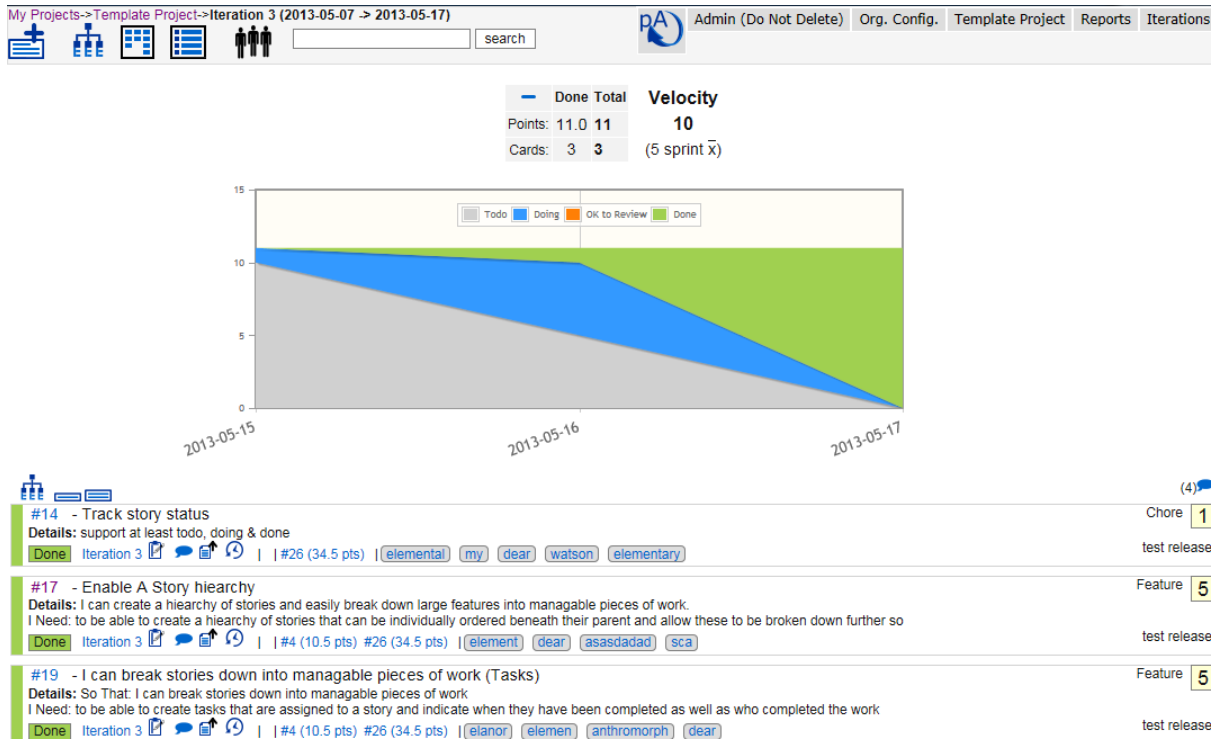 My Projects->Template Project->Iteration 3 (2013-05-07 -> 2013-05-17)
search
pA
Admin (Do Not Delete) Org. Config. Template Project Reports Iterations
Done Total
Velocity
Points: 11.0 11
10
Cards: 3 3
(5 sprint x̅)
15
Todo Doing OK to Review Done
10
5
0
2013-05-15 2013-05-16 2013-05-17
(4)
#14 - Track story status
Chore 1
Details: support at least todo, doing & done
Done Iteration 3 | | #26 (34.5 pts) | elemental my dear watson elementary
test release
#17 - Enable A Story hiearchy
Feature 5
Details: I can create a hiearchy of stories and easily break down large features into managable pieces of work.
I Need: to be able to create a hiearchy of stories that can be individually ordered beneath their parent and allow these to be broken down further so
Done Iteration 3 | | #4 (10.5 pts) #26 (34.5 pts) | element dear asasdadad sca
test release
#19 - I can break stories down into managable pieces of work (Tasks)
Feature 5
Details: So That: I can break stories down into managable pieces of work
I Need: to be able to create tasks that are assigned to a story and indicate when they have been completed as well as who completed the work
Done Iteration 3 | | #4 (10.5 pts) #26 (34.5 pts) | elanor elemen anthromorph dear
test release